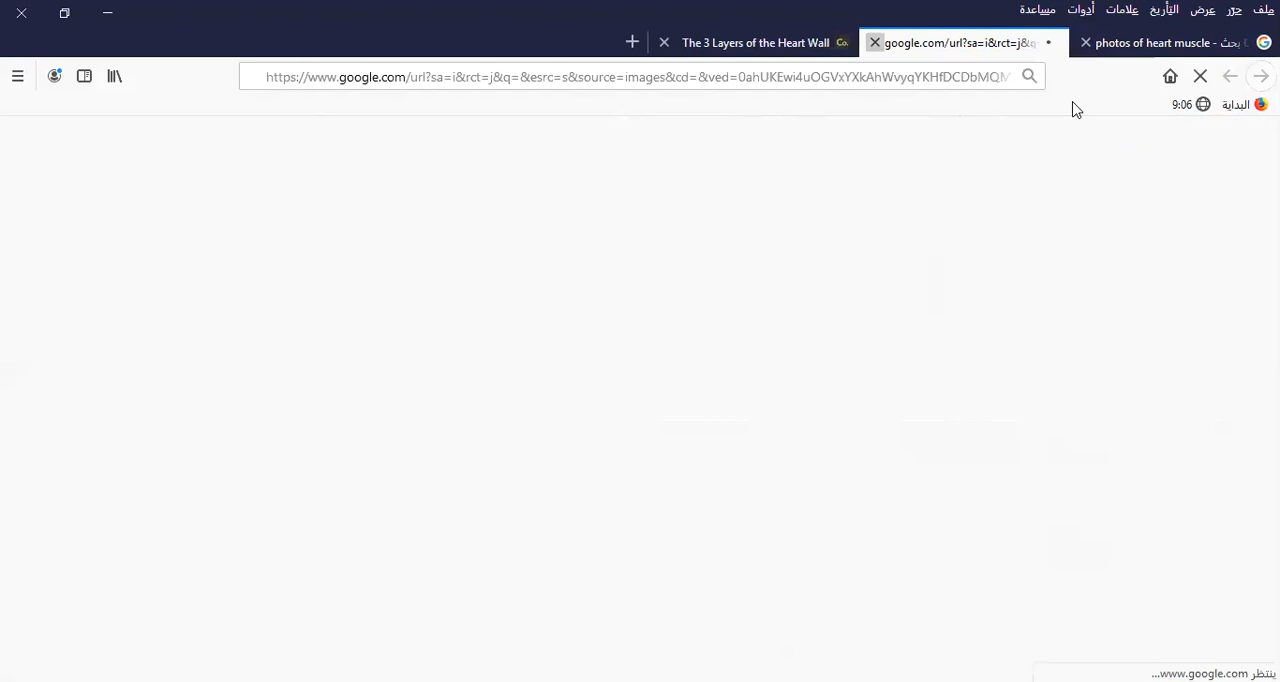 ملف حرّر عرض التأريخ علامات أدوات مساعدة
photos of heart muscle - بحث
google.com/url?sa=i&rct=j&q
The 3 Layers of the Heart Wall Co.
https://www.google.com/url?sa=i&rct=j&q=&esrc=s&source=images&cd=&ved=0ahUKEwi4uOGVxYXkAhWvyqYKHfDCDbMQM
البداية 9:06
ينتظر www.google.com...